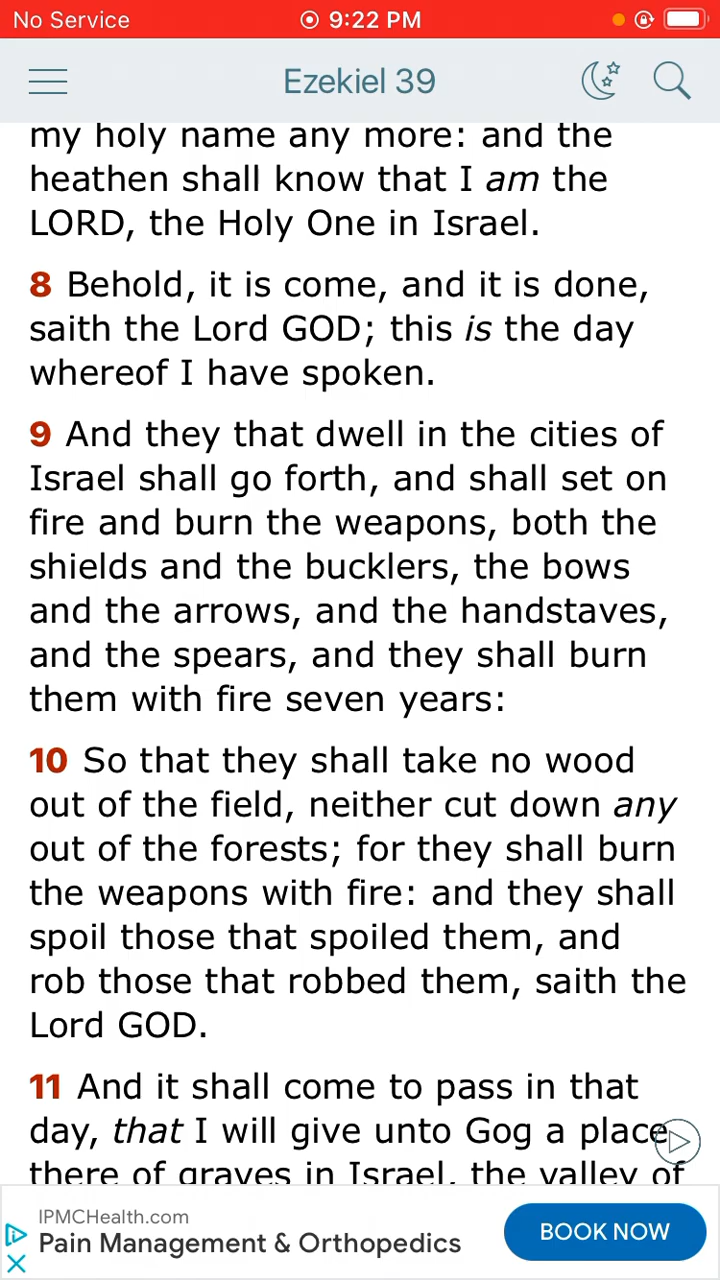 No Service
9:22 PM
Ezekiel 39
my holy name any more: and the
heathen shall know that I am the
LORD, the Holy One in Israel.
8 Behold, it is come, and it is done,
saith the Lord GOD; this is the day
whereof I have spoken.
9 And they that dwell in the cities of
Israel shall go forth, and shall set on
fire and burn the weapons, both the
shields and the bucklers, the bows
and the arrows, and the handstaves,
and the spears, and they shall burn
them with fire seven years:
10 So that they shall take no wood
out of the field, neither cut down any
out of the forests; for they shall burn
the weapons with fire: and they shall
spoil those that spoiled them, and
rob those that robbed them, saith the
Lord GOD.
11 And it shall come to pass in that
day, that I will give unto Gog a place
there of graves in Israel, the valley of
IPMCHealth.com
Pain Management & Orthopedics
BOOK NOW